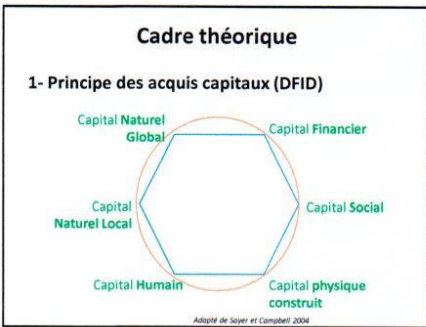 Cadre théorique
1- Principe des acquis capitaux (DFID)
Capital Naturel
Global
Capital Financier
Capital
Naturel Local
Capital Social
Capital Humain
Capital physique
construit
Adapté de Sayer et Campbell 2004